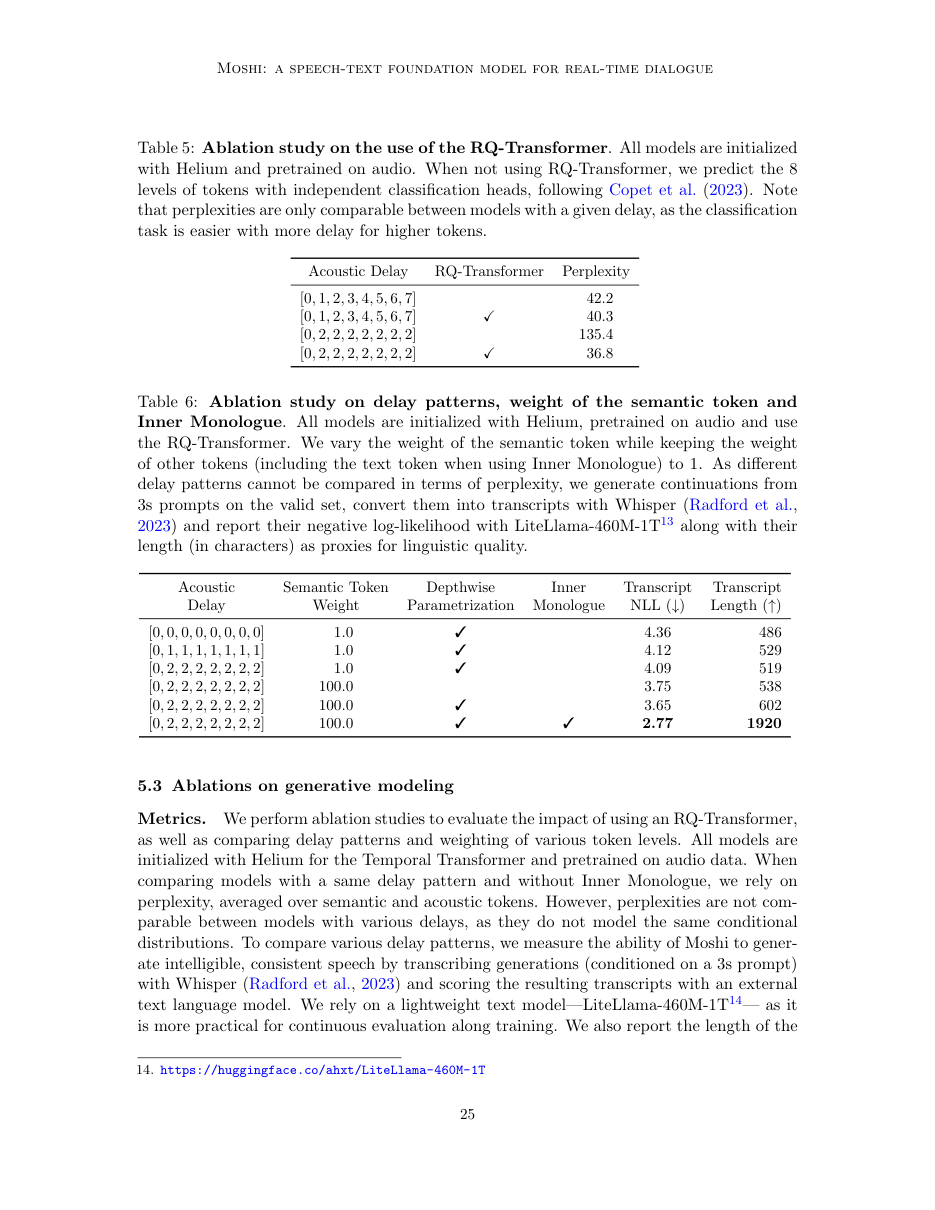 Moshi: a speech-text foundation model for real-time dialogue
Table 5: Ablation study on the use of the RQ-Transformer. All models are initialized
with Helium and pretrained on audio. When not using RQ-Transformer, we predict the 8
levels of tokens with independent classification heads, following Copet et al. (2023). Note
that perplexities are only comparable between models with a given delay, as the classification
task is easier with more delay for higher tokens.
Acoustic Delay RQ-Transformer Perplexity
[0, 1, 2, 3, 4, 5, 6, 7] 42.2
[0, 1, 2, 3, 4, 5, 6, 7] ✓ 40.3
[0, 2, 2, 2, 2, 2, 2, 2] 135.4
[0, 2, 2, 2, 2, 2, 2, 2] ✓ 36.8
Table 6: Ablation study on delay patterns, weight of the semantic token and
Inner Monologue. All models are initialized with Helium, pretrained on audio and use
the RQ-Transformer. We vary the weight of the semantic token while keeping the weight
of other tokens (including the text token when using Inner Monologue) to 1. As different
delay patterns cannot be compared in terms of perplexity, we generate continuations from
3s prompts on the valid set, convert them into transcripts with Whisper (Radford et al.,
2023) and report their negative log-likelihood with LiteLlama-460M-1T13 along with their
length (in characters) as proxies for linguistic quality.
Acoustic Semantic Token Depthwise Inner Transcript Transcript
Delay Weight Parametrization Monologue NLL (↓) Length (↑)
[0, 0, 0, 0, 0, 0, 0, 0] 1.0 ✓ 4.36 486
[0, 1, 1, 1, 1, 1, 1, 1] 1.0 ✓ 4.12 529
[0, 2, 2, 2, 2, 2, 2, 2] 1.0 ✓ 4.09 519
[0, 2, 2, 2, 2, 2, 2, 2] 100.0 3.75 538
[0, 2, 2, 2, 2, 2, 2, 2] 100.0 ✓ 3.65 602
[0, 2, 2, 2, 2, 2, 2, 2] 100.0 ✓ ✓ 2.77 1920
5.3 Ablations on generative modeling
Metrics. We perform ablation studies to evaluate the impact of using an RQ-Transformer,
as well as comparing delay patterns and weighting of various token levels. All models are
initialized with Helium for the Temporal Transformer and pretrained on audio data. When
comparing models with a same delay pattern and without Inner Monologue, we rely on
perplexity, averaged over semantic and acoustic tokens. However, perplexities are not com-
parable between models with various delays, as they do not model the same conditional
distributions. To compare various delay patterns, we measure the ability of Moshi to gener-
ate intelligible, consistent speech by transcribing generations (conditioned on a 3s prompt)
with Whisper (Radford et al., 2023) and scoring the resulting transcripts with an external
text language model. We rely on a lightweight text model—LiteLlama-460M-1T14— as it
is more practical for continuous evaluation along training. We also report the length of the
14. https://huggingface.co/ahxt/LiteLlama-460M-1T
25